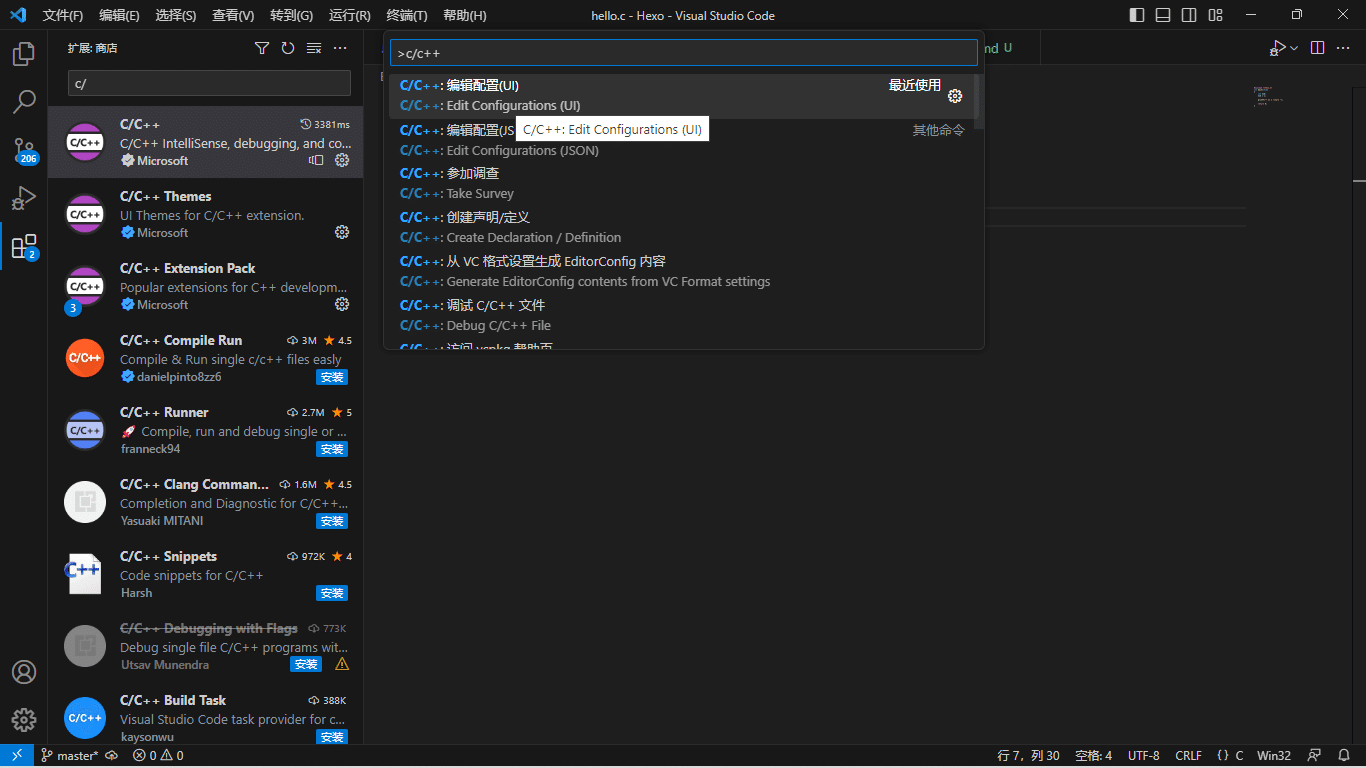 文件(F) 编辑(E) 选择(S) 查看(V) 转到(G) 运行(R) 终端(T) 帮助(H) hello.c - Hexo - Visual Studio Code
扩展: 商店
c/
C/C++ 3381ms
C/C++ IntelliSense, debugging, and co...
Microsoft
C/C++ Themes
UI Themes for C/C++ extension.
Microsoft
C/C++ Extension Pack
Popular extensions for C++ developm...
Microsoft
3
C/C++ Compile Run 3M 4.5
Compile & Run single c/c++ files easly
danielpinto8zz6 安装
C/C++ Runner 2.7M 5
🚀 Compile, run and debug single or ...
franneck94 安装
C/C++ Clang Comman... 1.6M 4.5
Completion and Diagnostic for C/C++...
Yasuaki MITANI 安装
C/C++ Snippets 972K 4
Code snippets for C/C++
Harsh 安装
C/C++ Debugging with Flags 773K
Debug single file C/C++ programs wit...
Utsav Munendra 安装
C/C++ Build Task 388K
Visual Studio Code task provider for c...
kaysonwu 安装
206
2
>c/c++
C/C++: 编辑配置(UI) 最近使用
C/C++: Edit Configurations (UI)
C/C++: Edit Configurations (UI)
C/C++: 编辑配置(JS 其他命令
C/C++: Edit Configurations (JSON)
C/C++: 参加调查
C/C++: Take Survey
C/C++: 创建声明/定义
C/C++: Create Declaration / Definition
C/C++: 从 VC 格式设置生成 EditorConfig 内容
C/C++: Generate EditorConfig contents from VC Format settings
C/C++: 调试 C/C++ 文件
C/C++: Debug C/C++ File
C/C++: 访问 vcpkg 帮助页
md U
master* 0 0 行 7，列 30 空格: 4 UTF-8 CRLF {} C Win32